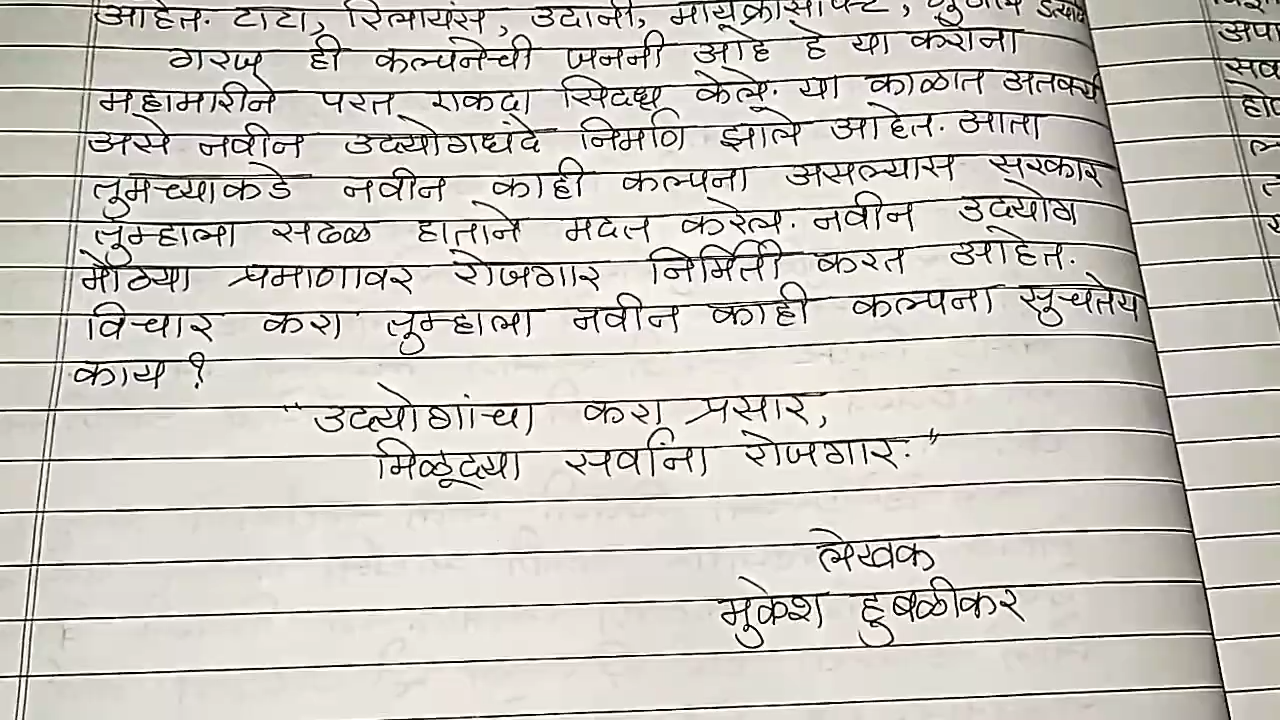 आहेत. टाटा, रिलायंस, उदानी, मायक्रोसॉफ्ट,
गरज ही कल्पनेची जननी आहे हे या करोना
महामारीने परत एकदा सिद्ध केले. या काळात अतर्क्य
असे नवीन उद्योगधंदे निर्माण झाले आहेत. आता
तुमच्याकडे नवीन काही कल्पना असल्यास सरकार
तुम्हाला सढळ हाताने मदत करेल. नवीन उद्योग
मोठ्या प्रमाणावर रोजगार निर्मिती करत आहेत.
विचार करा तुम्हाला नवीन काही कल्पना सुचतेय
काय ?
"उद्योगांचा करा प्रसार,
मिळूद्या सर्वांना रोजगार."
लेखक
मुकेश हुबळीकर